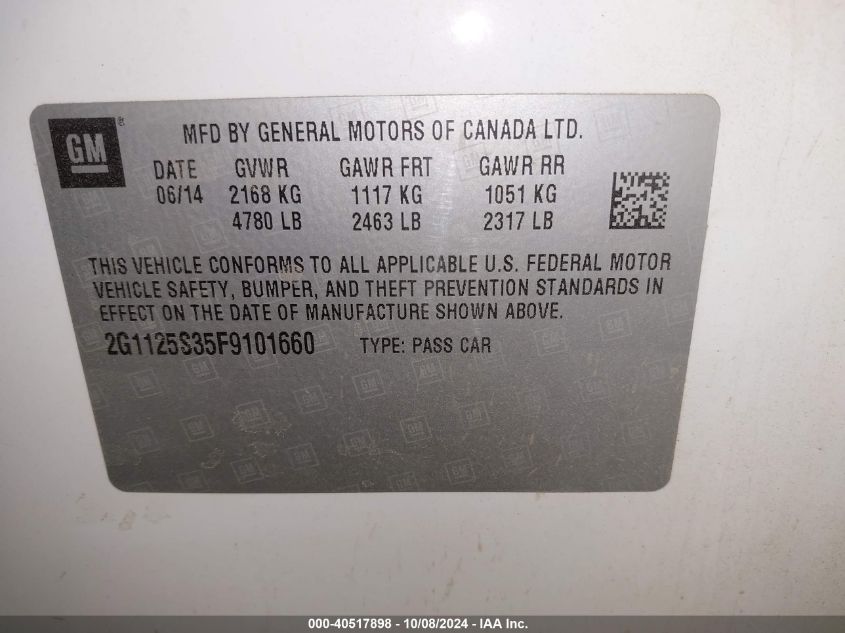 GM
MFD BY GENERAL MOTORS OF CANADA LTD.
DATE GVWR GAWR FRT GAWR RR
06/14 2168 KG 1117 KG 1051 KG
4780 LB 2463 LB 2317 LB
THIS VEHICLE CONFORMS TO ALL APPLICABLE U.S. FEDERAL MOTOR
VEHICLE SAFETY, BUMPER, AND THEFT PREVENTION STANDARDS IN
EFFECT ON THE DATE OF MANUFACTURE SHOWN ABOVE.
2G1125S35F9101660 TYPE: PASS CAR
000-40517898 - 10/08/2024 - IAA Inc.